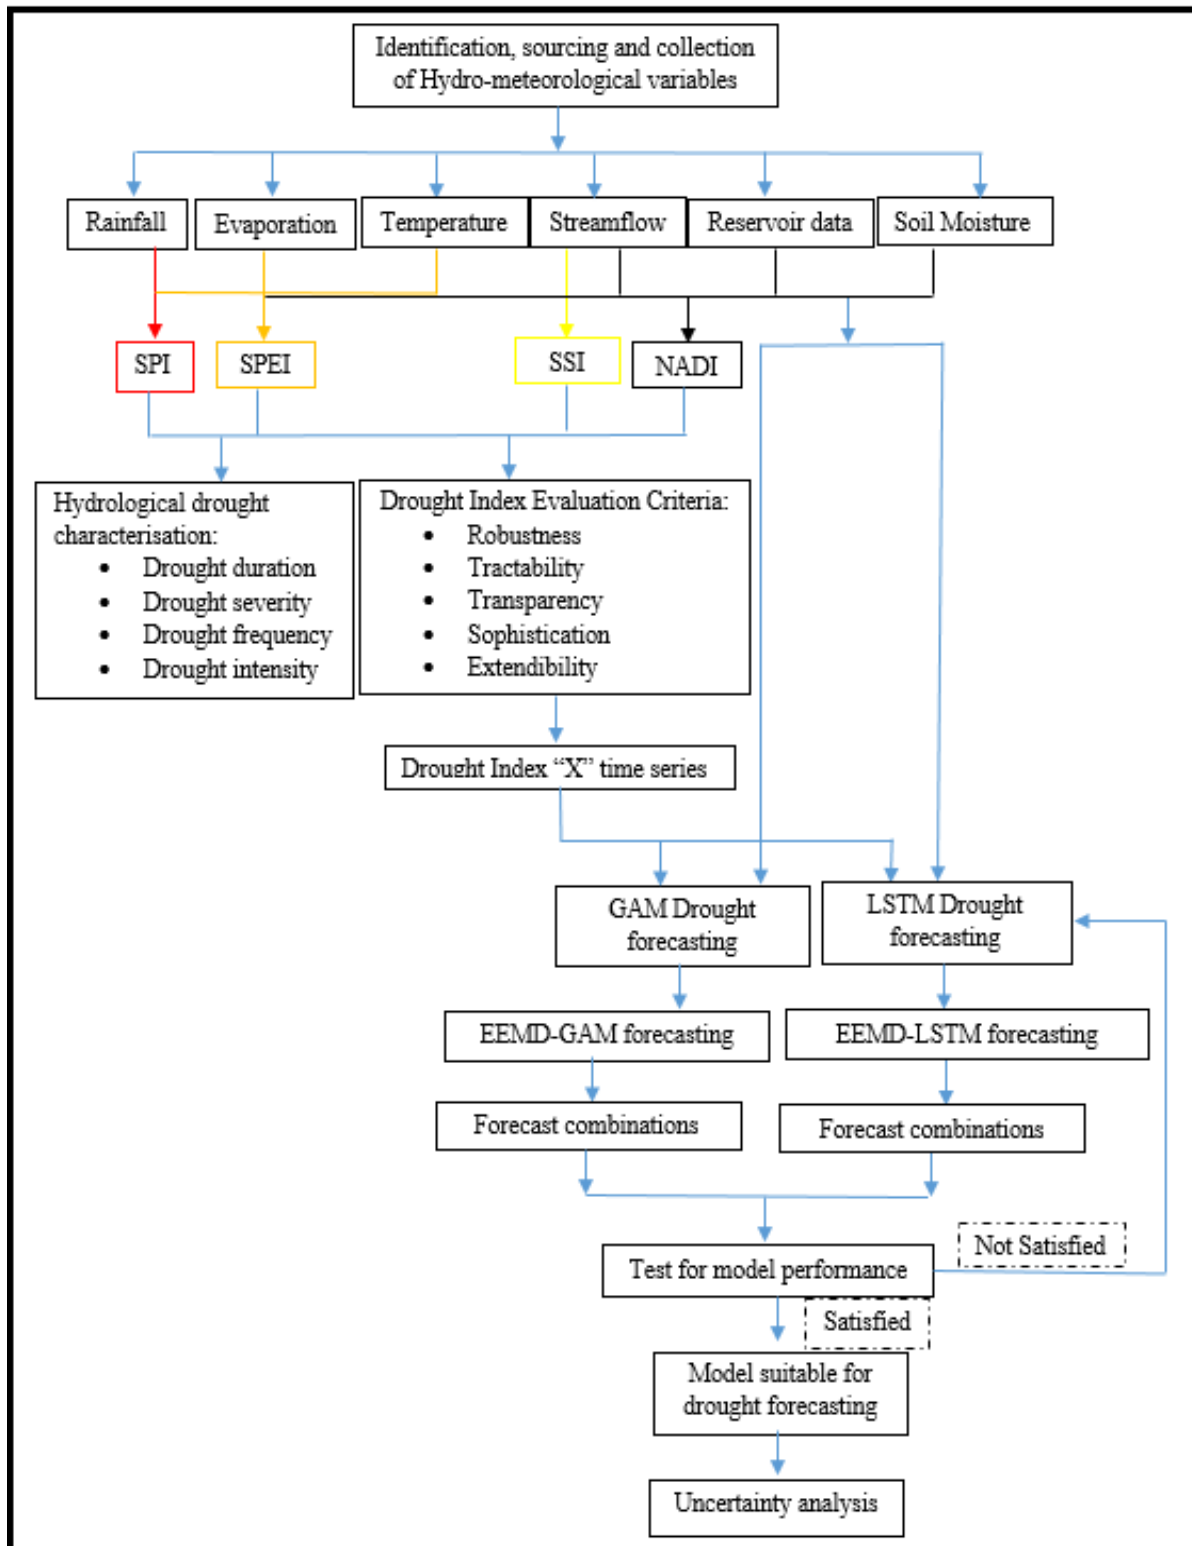 Identification, sourcing and collection
of Hydro-meteorological variables
Rainfall
Evaporation
Temperature
Streamflow
Reservoir data
Soil Moisture
SPI
SPEI
SSI
NADI
Hydrological drought
characterisation:
• Drought duration
• Drought severity
• Drought frequency
• Drought intensity
Drought Index Evaluation Criteria:
• Robustness
• Tractability
• Transparency
• Sophistication
• Extendibility
Drought Index “X” time series
GAM Drought
forecasting
LSTM Drought
forecasting
EEMD-GAM forecasting
EEMD-LSTM forecasting
Forecast combinations
Forecast combinations
Test for model performance
Not Satisfied
Satisfied
Model suitable for
drought forecasting
Uncertainty analysis